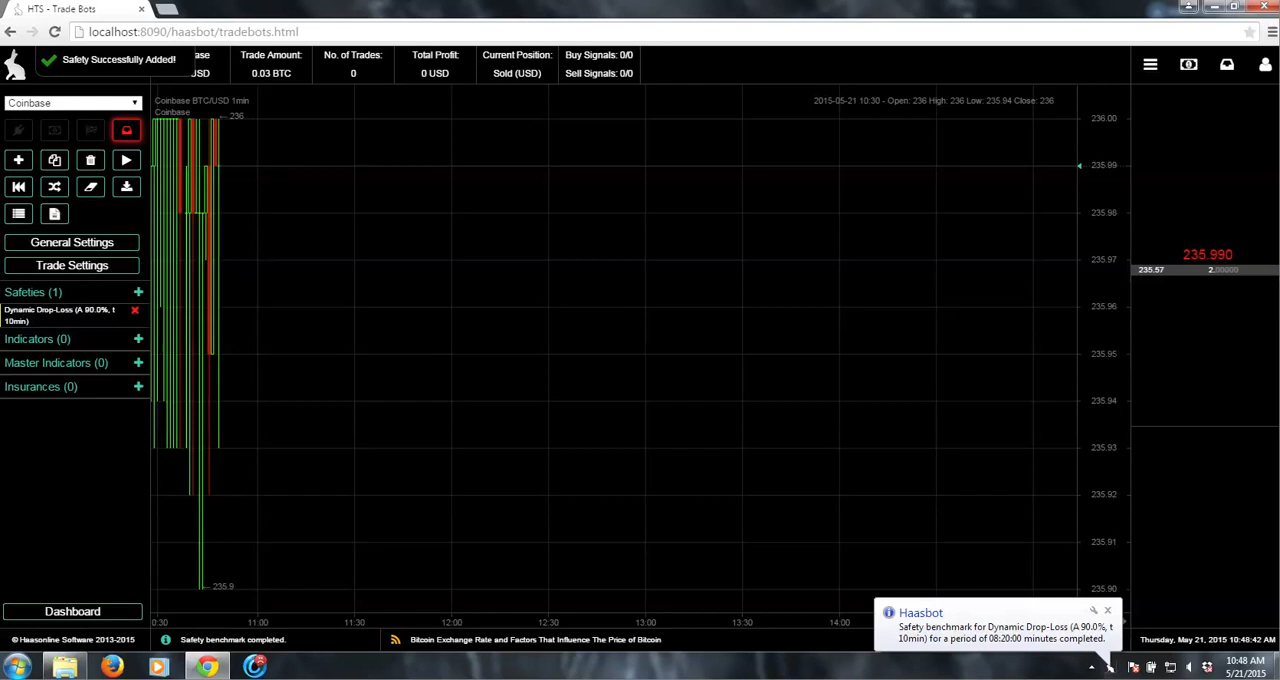 HTS - Trade Bots
localhost:8090/haasbot/tradebots.html
Safety Successfully Added!
ase
USD
Trade Amount:
0.03 BTC
No. of Trades:
0
Total Profit:
0 USD
Current Position:
Sold (USD)
Buy Signals: 0/0
Sell Signals: 0/0
Coinbase
Coinbase BTC/USD 1min
Coinbase
2015-05-21 10:30 - Open: 236 High: 236 Low: 235.94 Close: 236
236
236.00
235.99
235.98
235.97
235.96
235.95
235.94
235.93
235.92
235.91
235.90
235.9
235.990
235.57 2.00000
General Settings
Trade Settings
Safeties (1)
Dynamic Drop-Loss (A 90.0%, t
10min)
Indicators (0)
Master Indicators (0)
Insurances (0)
Dashboard
0:30 11:00 11:30 12:00 12:30 13:00 13:30 14:00
Haasbot
Safety benchmark for Dynamic Drop-Loss (A 90.0%, t
10min) for a period of 08:20:00 minutes completed.
© Haasonline Software 2013-2015
Safety benchmark completed.
Bitcoin Exchange Rate and Factors That Influence The Price of Bitcoin
Thursday, May 21, 2015 10:48:42 AM
10:48 AM
5/21/2015